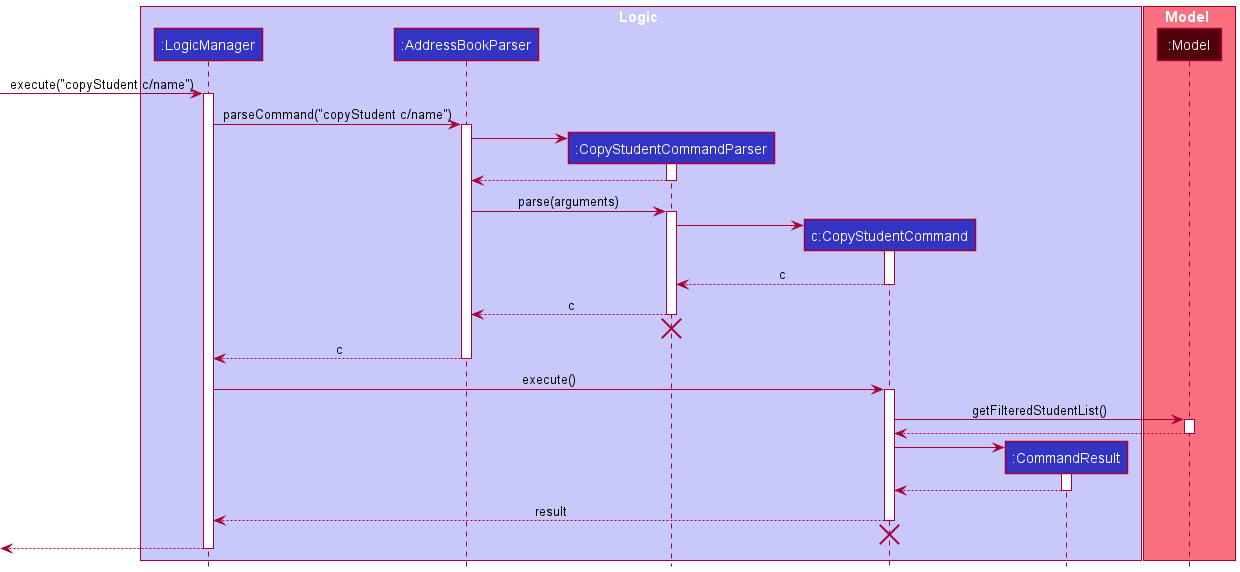 Logic
Model
:LogicManager
:AddressBookParser
:Model
execute("copyStudent c/name")
parseCommand("copyStudent c/name")
:CopyStudentCommandParser
parse(arguments)
c:CopyStudentCommand
c
c
c
execute()
getFilteredStudentList()
:CommandResult
result